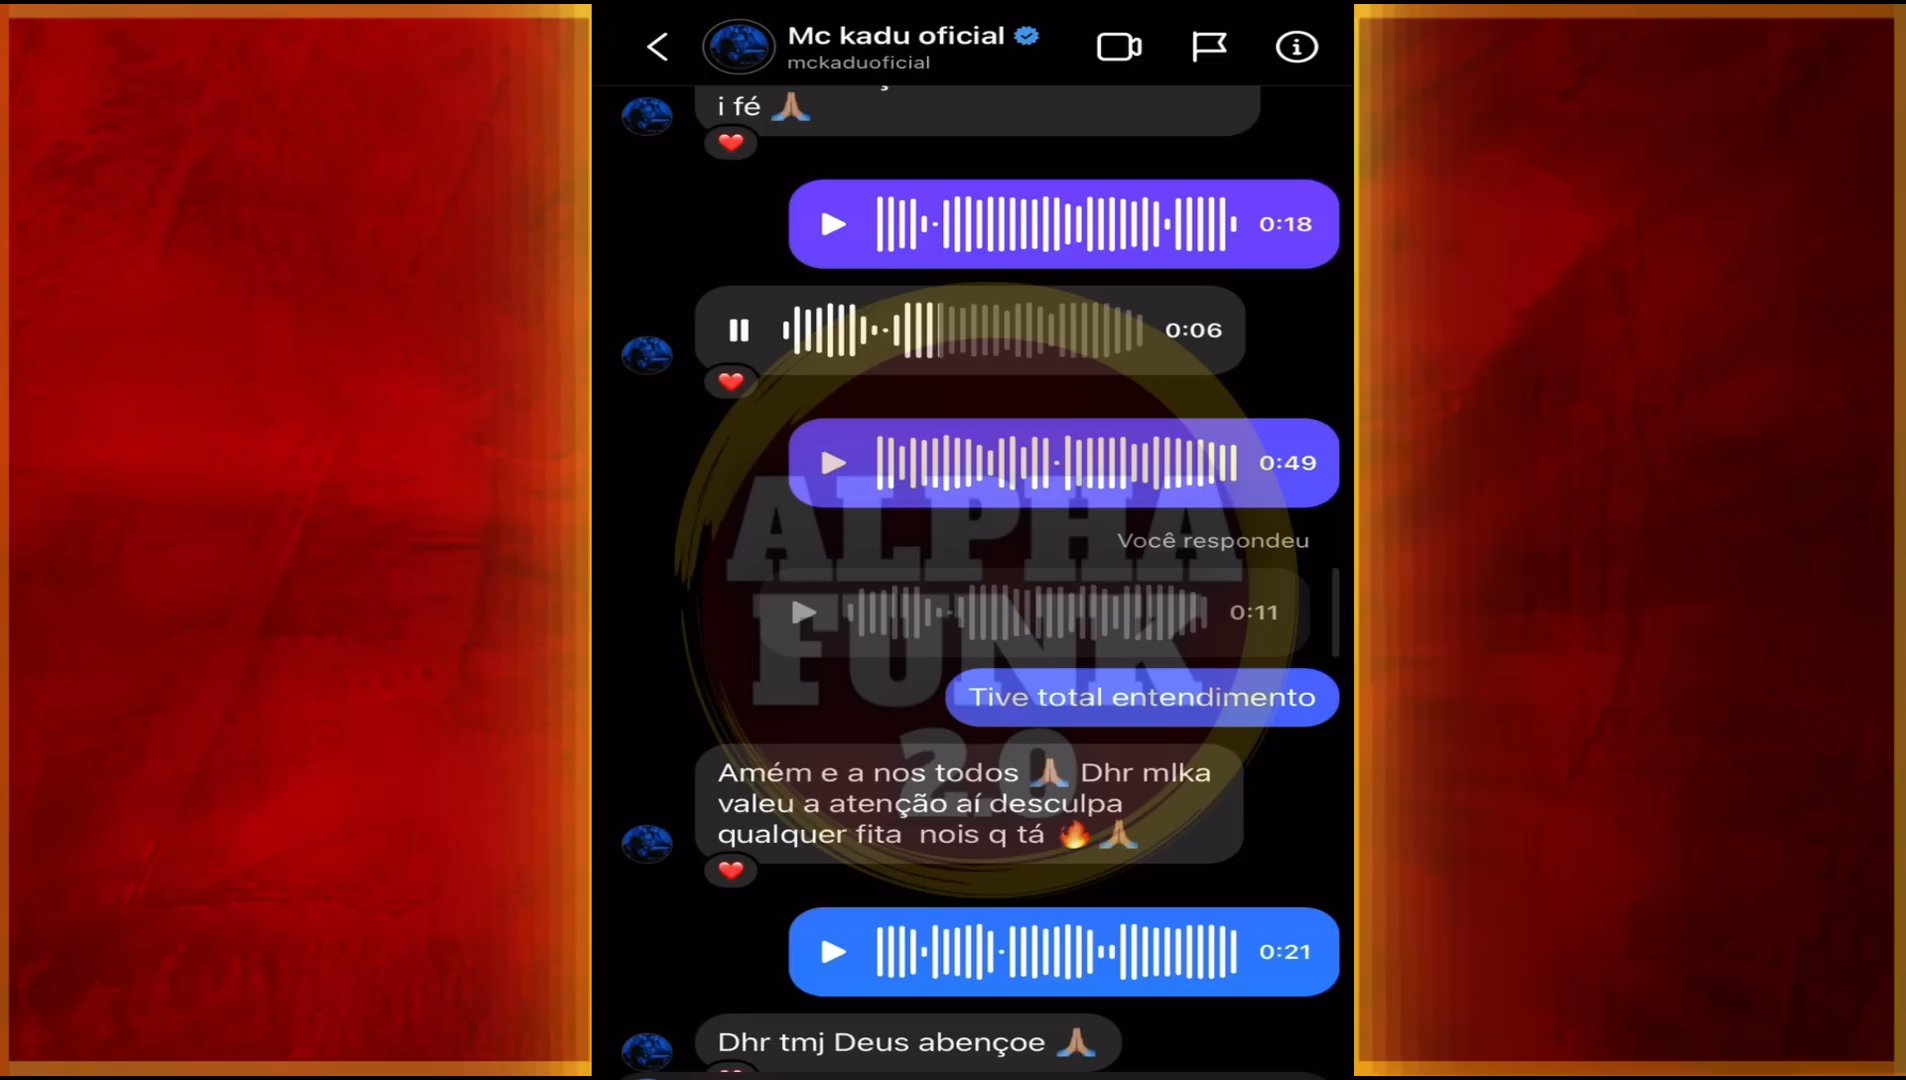 Mc kadu oficial
mckaduoficial
i fé 🙏🏽
0:18
0:06
0:49
Você respondeu
0:11
Tive total entendimento
Amém e a nos todos 🙏🏽 Dhr mlka
valeu a atenção aí desculpa
qualquer fita  nois q tá 🔥 🙏🏽
0:21
Dhr tmj Deus abençoe 🙏🏽
ALPHA
FUNK
2.0